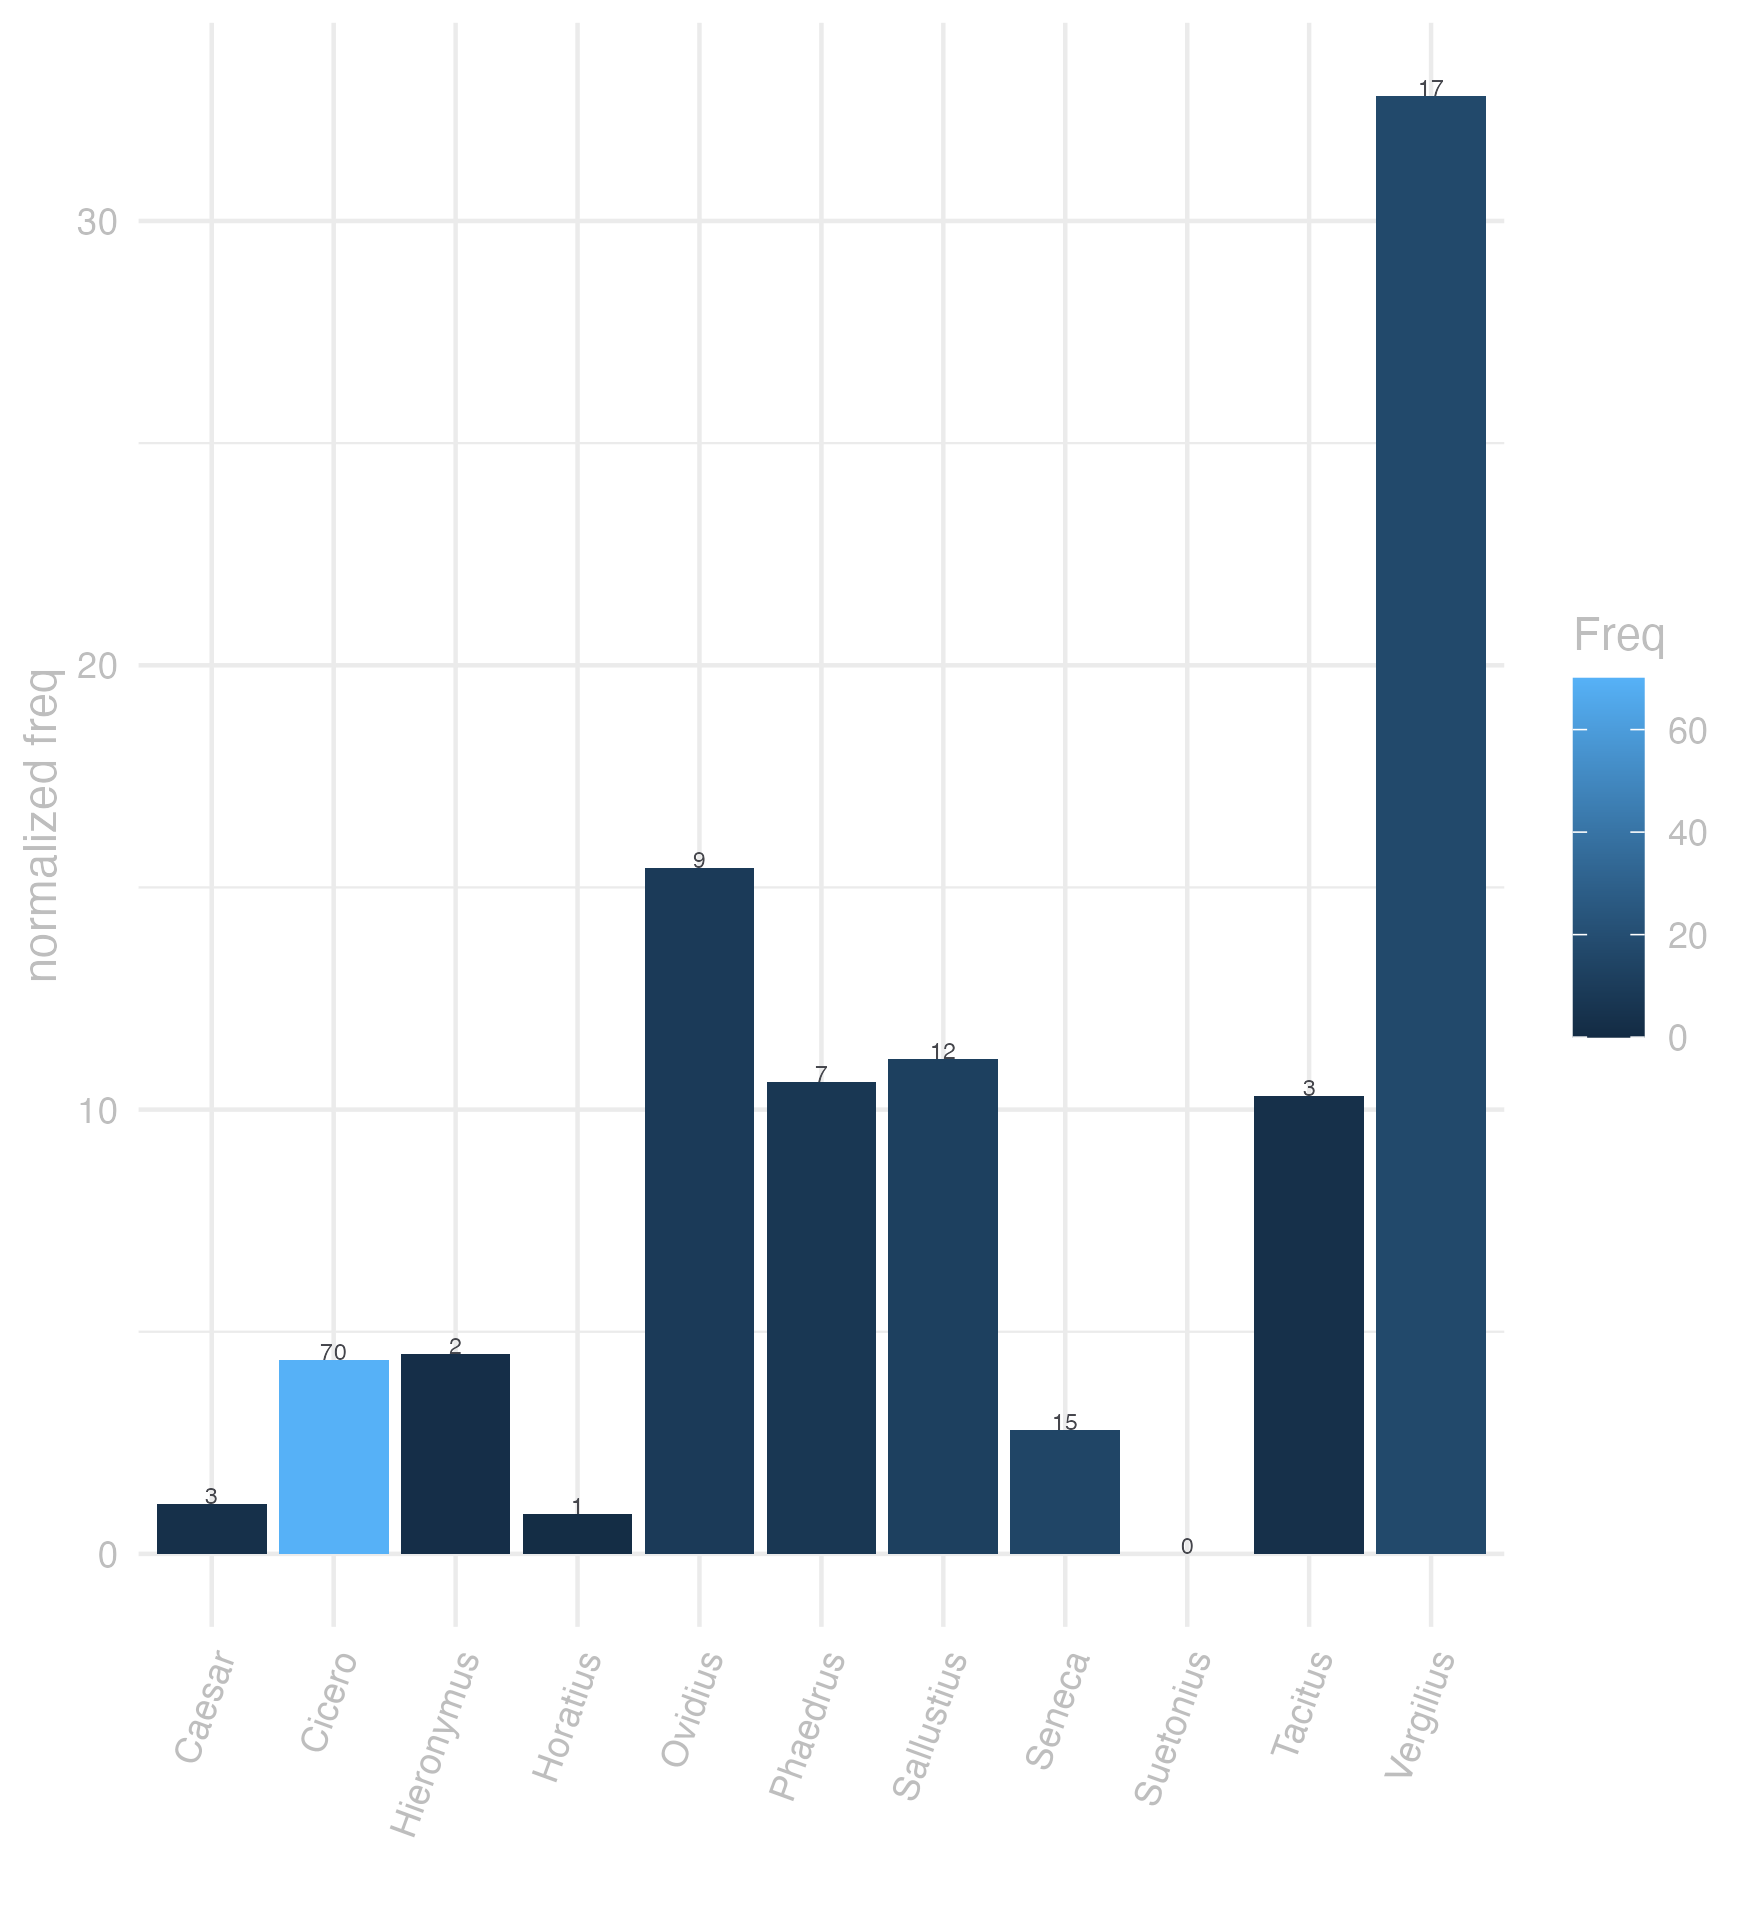 normalized freq
30
20
10
0
3
70
2
1
9
7
12
15
0
3
17
Caesar
Cicero
Hieronymus
Horatius
Ovidius
Phaedrus
Sallustius
Seneca
Suetonius
Tacitus
Vergilius
Freq
60
40
20
0